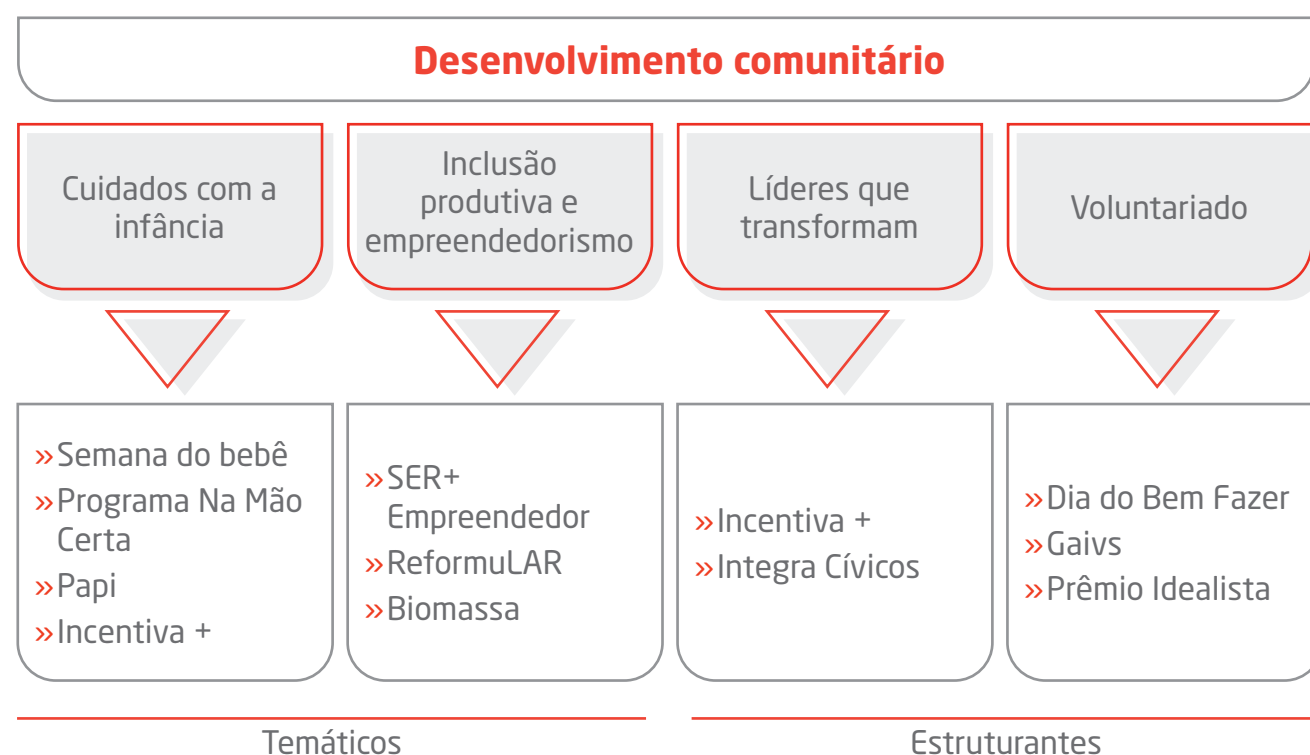 Desenvolvimento comunitário
Cuidados com a
infância
Inclusão
produtiva e
empreendedorismo
Líderes que
transformam
Voluntariado
»Semana do bebê
»Programa Na Mão
Certa
»Papi
»Incentiva +
»SER+
Empreendedor
»ReformuLAR
»Biomassa
»Incentiva +
»Integra Cívicos
»Dia do Bem Fazer
»Gaivs
»Prêmio Idealista
Temáticos
Estruturantes